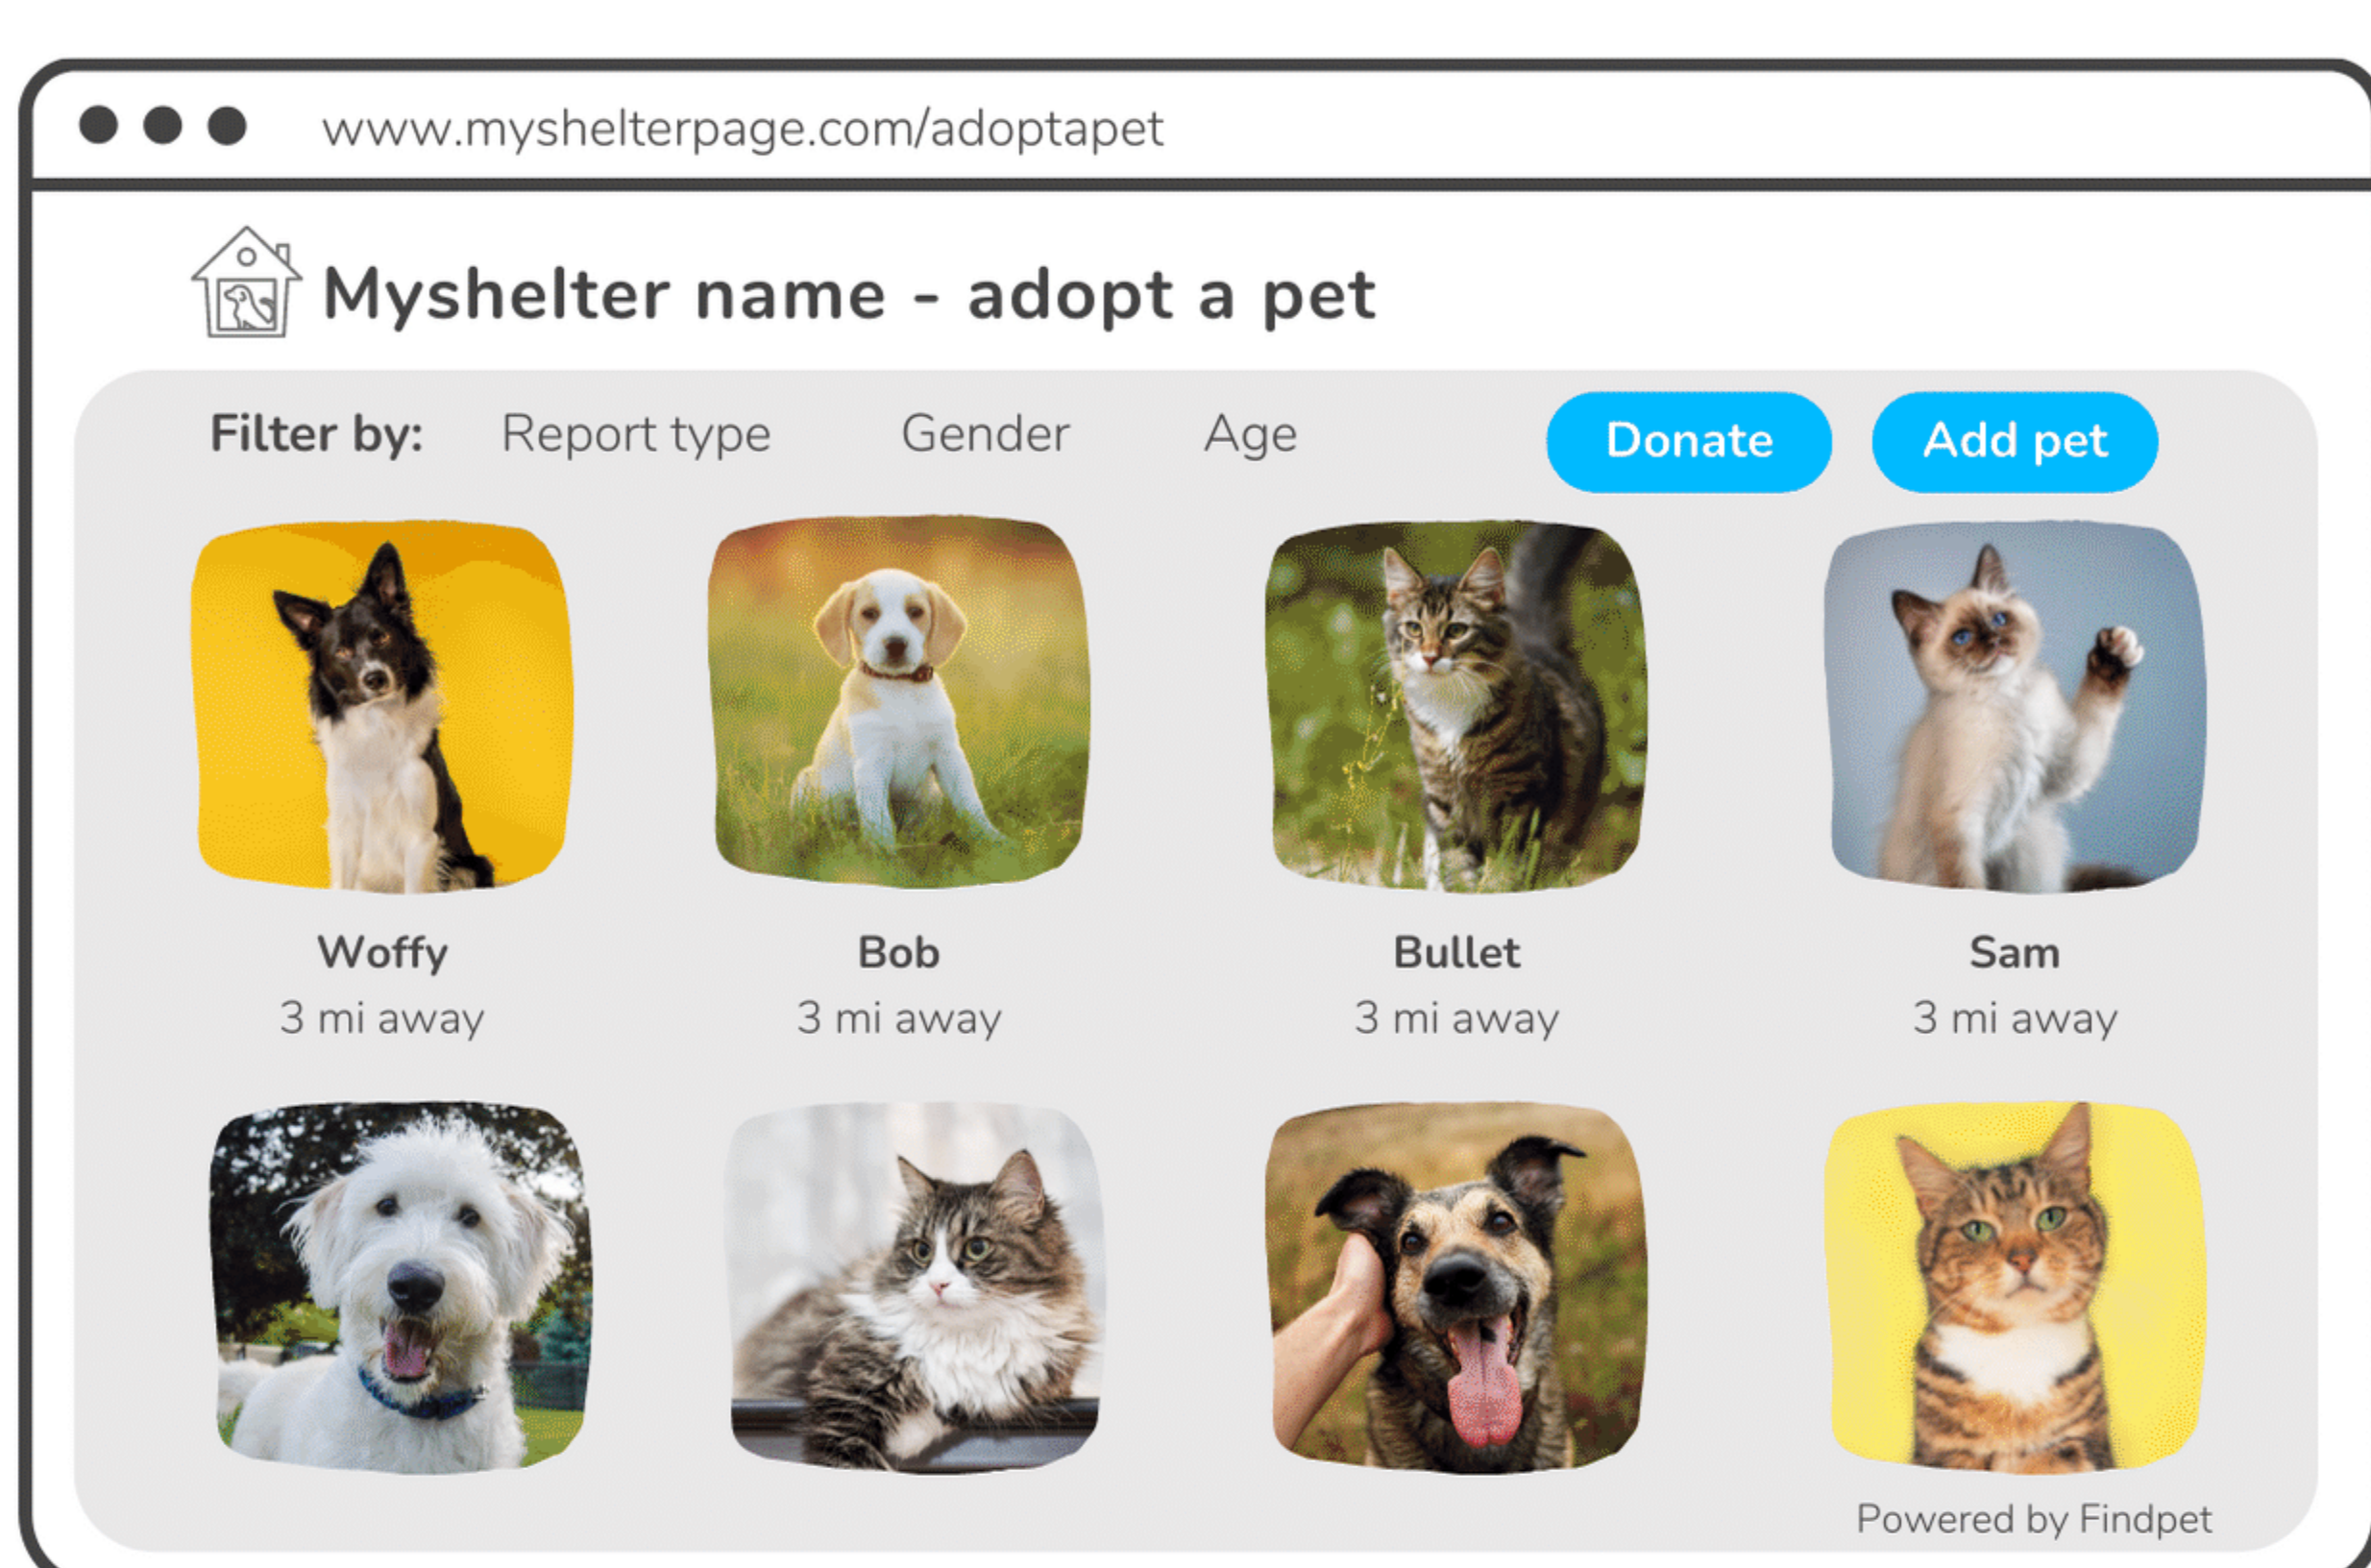 www.myshelterpage.com/adoptapet
Myshelter name - adopt a pet
Filter by: Report type Gender Age Donate Add pet
Woffy Bob Bullet Sam
3 mi away 3 mi away 3 mi away 3 mi away
Powered by Findpet